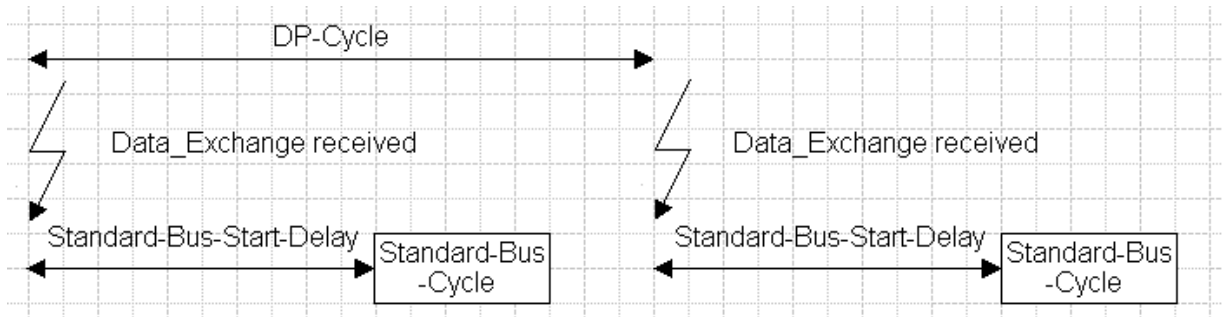 DP-Cycle
Data_Exchange received
Data_Exchange received
Standard-Bus-Start-Delay
Standard-Bus
-Cycle
Standard-Bus-Start-Delay
Standard-Bus
-Cycle